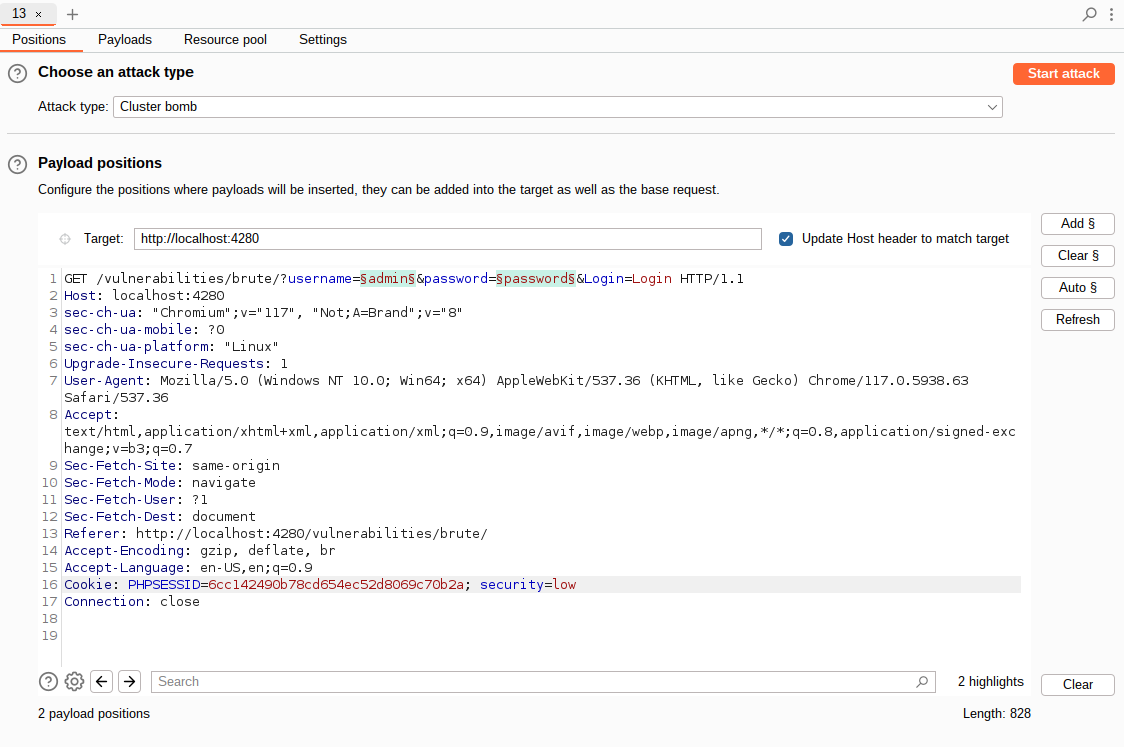 13 × +
Positions Payloads Resource pool Settings
? Choose an attack type
Start attack
Attack type: Cluster bomb
? Payload positions
Configure the positions where payloads will be inserted, they can be added into the target as well as the base request.
Target: http://localhost:4280
Update Host header to match target
Add §
Clear §
Auto §
Refresh
1 GET /vulnerabilities/brute/?username=§admin§&password=§password§&Login=Login HTTP/1.1
2 Host: localhost:4280
3 sec-ch-ua: "Chromium";v="117", "Not;A=Brand";v="8"
4 sec-ch-ua-mobile: ?0
5 sec-ch-ua-platform: "Linux"
6 Upgrade-Insecure-Requests: 1
7 User-Agent: Mozilla/5.0 (Windows NT 10.0; Win64; x64) AppleWebKit/537.36 (KHTML, like Gecko) Chrome/117.0.5938.63
Safari/537.36
8 Accept:
text/html,application/xhtml+xml,application/xml;q=0.9,image/avif,image/webp,image/apng,*/*;q=0.8,application/signed-exc
hange;v=b3;q=0.7
9 Sec-Fetch-Site: same-origin
10 Sec-Fetch-Mode: navigate
11 Sec-Fetch-User: ?1
12 Sec-Fetch-Dest: document
13 Referer: http://localhost:4280/vulnerabilities/brute/
14 Accept-Encoding: gzip, deflate, br
15 Accept-Language: en-US,en;q=0.9
16 Cookie: PHPSESSID=6cc142490b78cd654ec52d8069c70b2a; security=low
17 Connection: close
18
19
? Search
2 highlights
Clear
2 payload positions
Length: 828